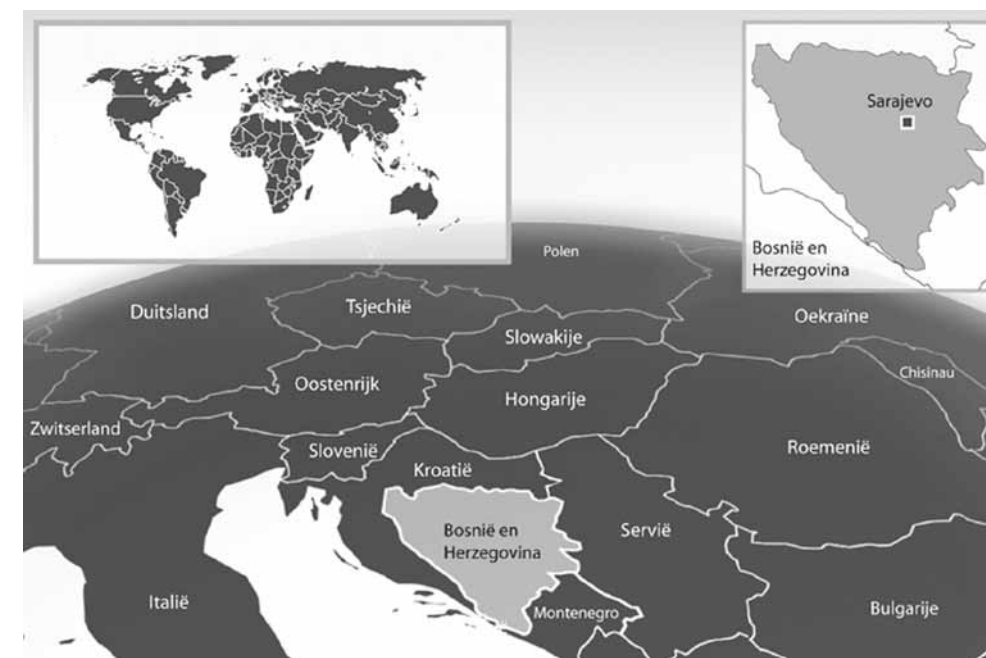 Sarajevo
Bosnië en
Herzegovina
Polen
Duitsland
Tsjechië
Slowakije
Oekraïne
Oostenrijk
Hongarije
Chisinau
Zwitserland
Slovenië
Kroatië
Roemenië
Bosnië en
Herzegovina
Servië
Italië
Montenegro
Bulgarije